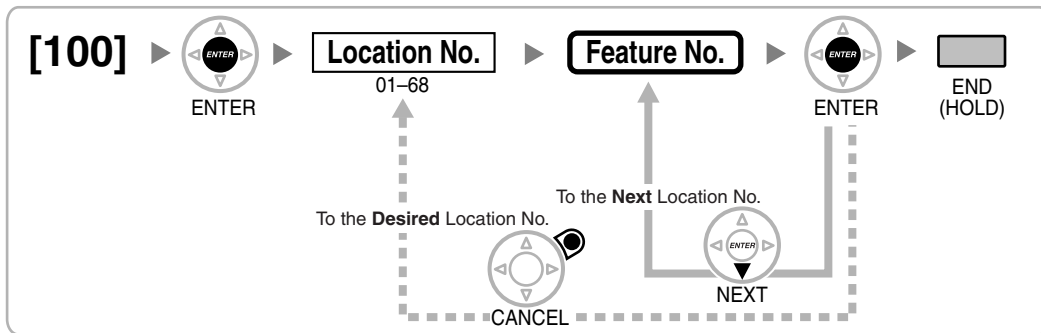 [100]
ENTER
ENTER
Location No.
01–68
Feature No.
ENTER
ENTER
END
(HOLD)
To the Desired Location No.
CANCEL
To the Next Location No.
ENTER
NEXT